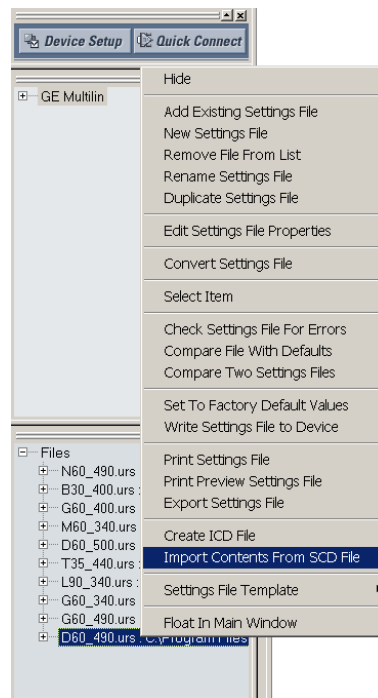 Device Setup
Quick Connect
GE Multilin
Hide
Add Existing Settings File
New Settings File
Remove File From List
Rename Settings File
Duplicate Settings File
Edit Settings File Properties
Convert Settings File
Select Item
Check Settings File For Errors
Compare File With Defaults
Compare Two Settings Files
Set To Factory Default Values
Write Settings File to Device
Print Settings File
Print Preview Settings File
Export Settings File
Create ICD File
Import Contents From SCD File
Settings File Template
Float In Main Window
Files
N60_490.urs
B30_400.urs :
G60_400.urs
M60_340.urs
D60_500.urs
T35_440.urs :
L90_340.urs :
G60_340.urs
G60_490.urs
D60_490.urs : C:\Program Files